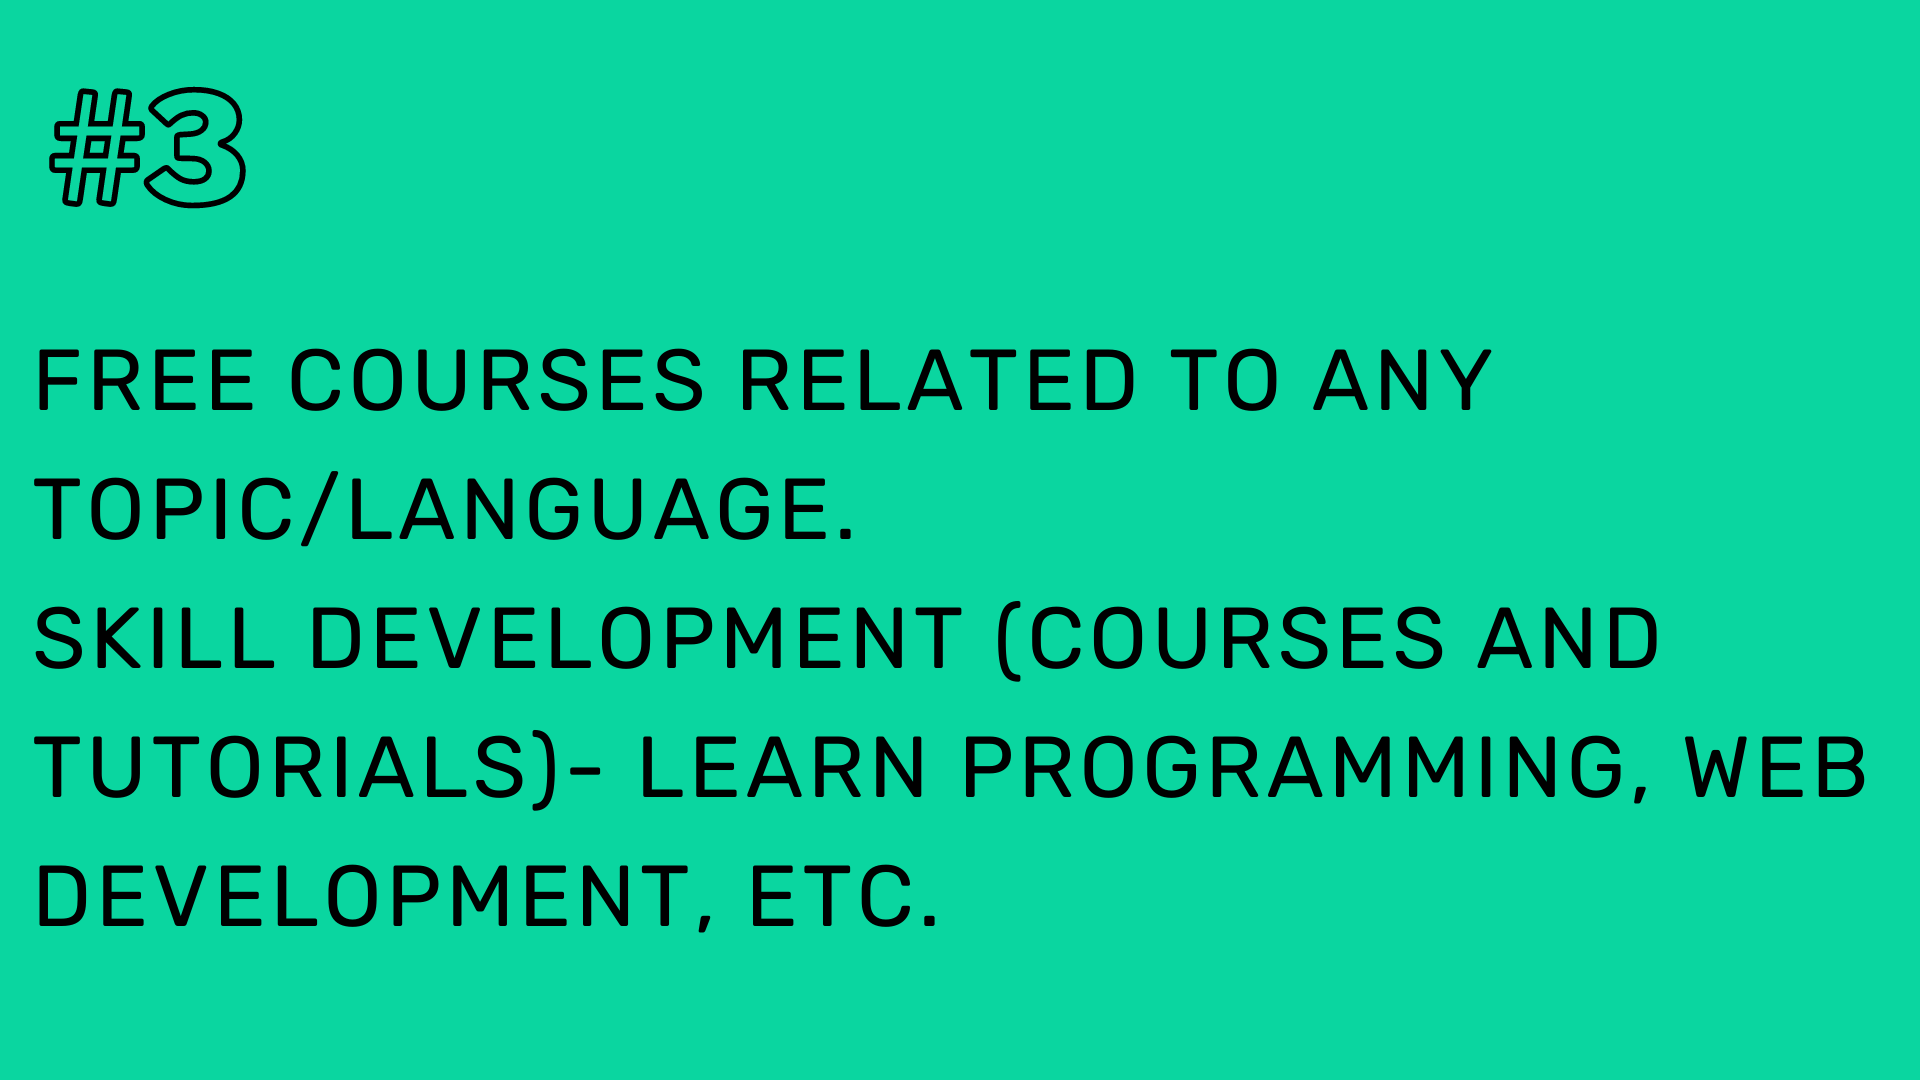 #3
FREE COURSES RELATED TO ANY
TOPIC/LANGUAGE.
SKILL DEVELOPMENT (COURSES AND
TUTORIALS)- LEARN PROGRAMMING, WEB
DEVELOPMENT, ETC.